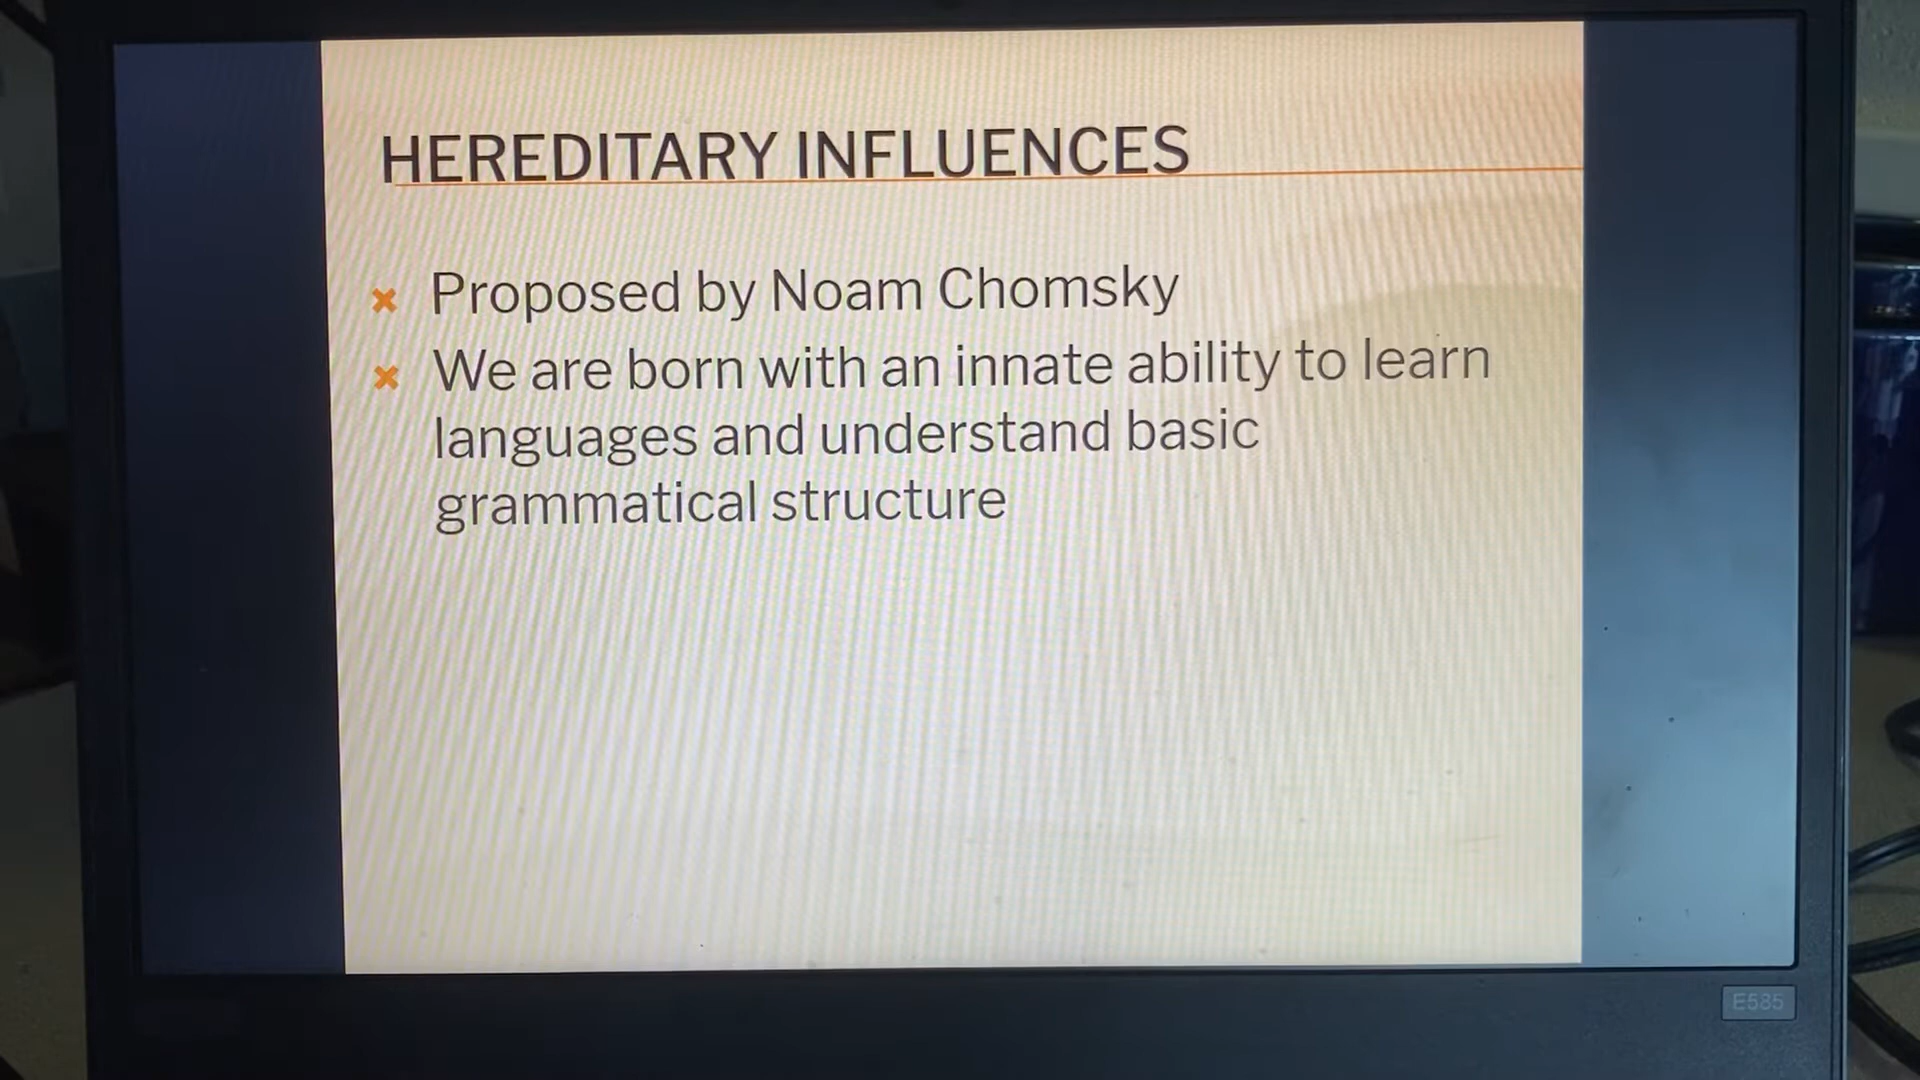 HEREDITARY INFLUENCES
Proposed by Noam Chomsky
We are born with an innate ability to learn
languages and understand basic
grammatical structure
E585